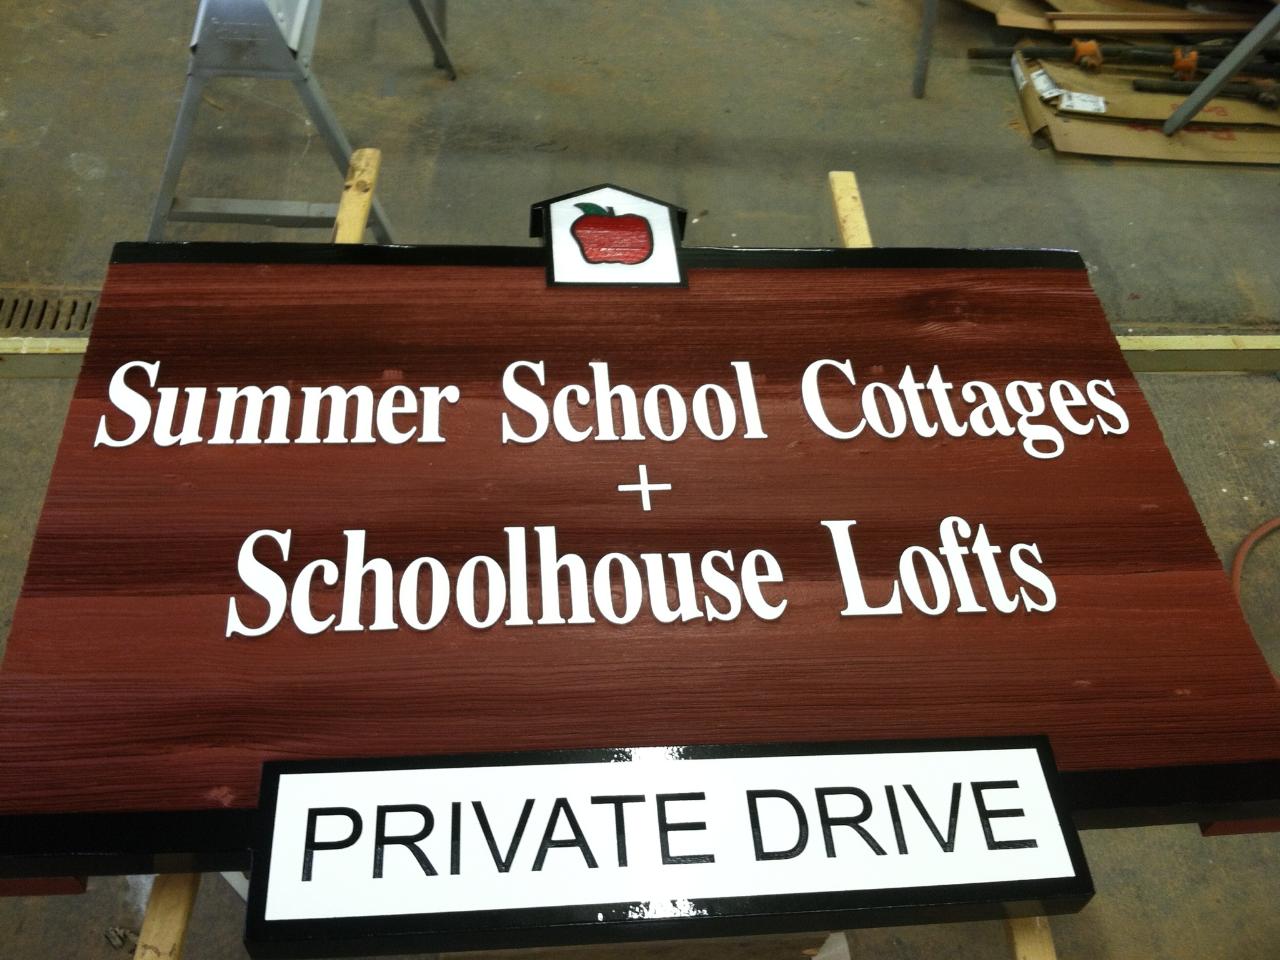 Summer School Cottages
+
Schoolhouse Lofts
PRIVATE DRIVE